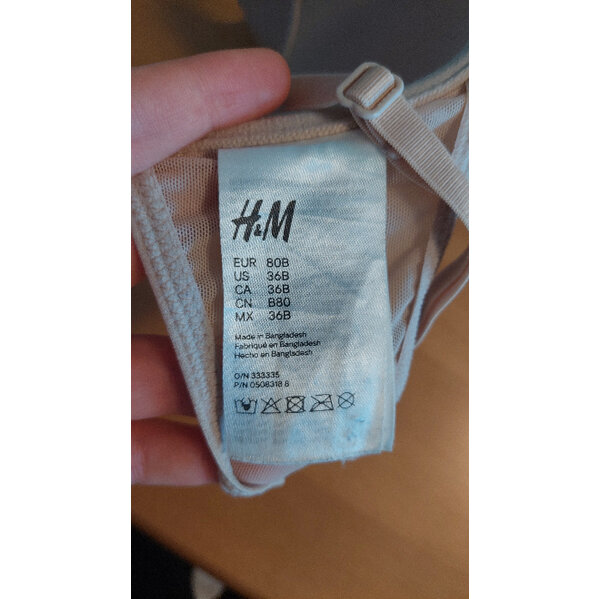 H&M
EUR 80B
US 36B
CA 36B
CN B80
MX 36B
Made in Bangladesh
Fabriqué en Bangladesh
Hecho en Bangladesh
O/N 333335
P/N 0508318 8